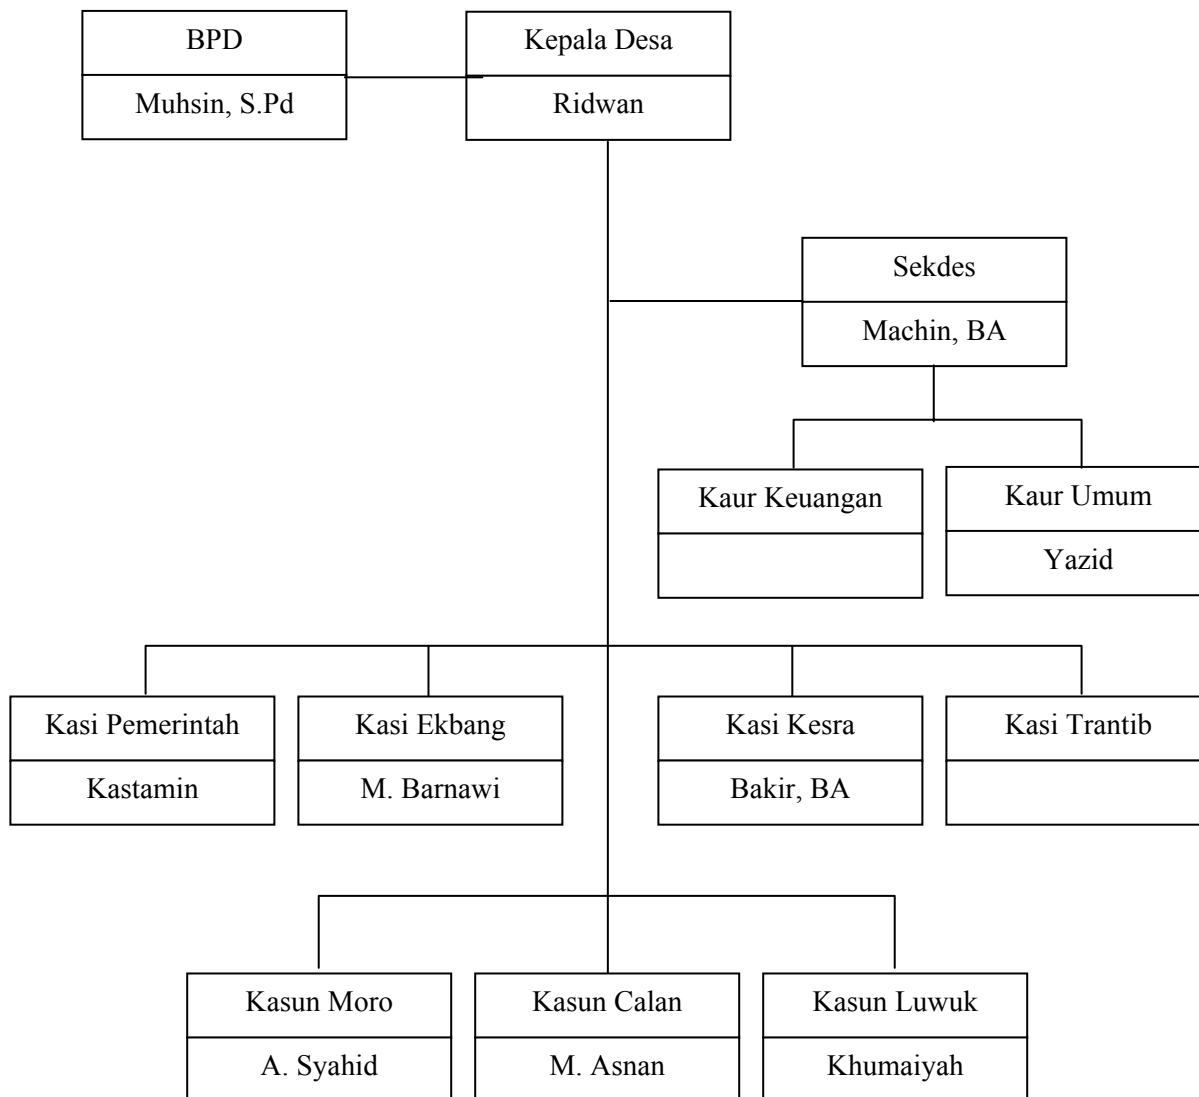 BPD
Muhsin, S.Pd
Kepala Desa
Ridwan
Sekdes
Machin, BA
Kaur Keuangan
Kaur Umum
Yazid
Kasi Pemerintah
Kastamin
Kasi Ekbang
M. Barnawi
Kasi Kesra
Bakir, BA
Kasi Trantib
Kasun Moro
A. Syahid
Kasun Calan
M. Asnan
Kasun Luwuk
Khumaiyah